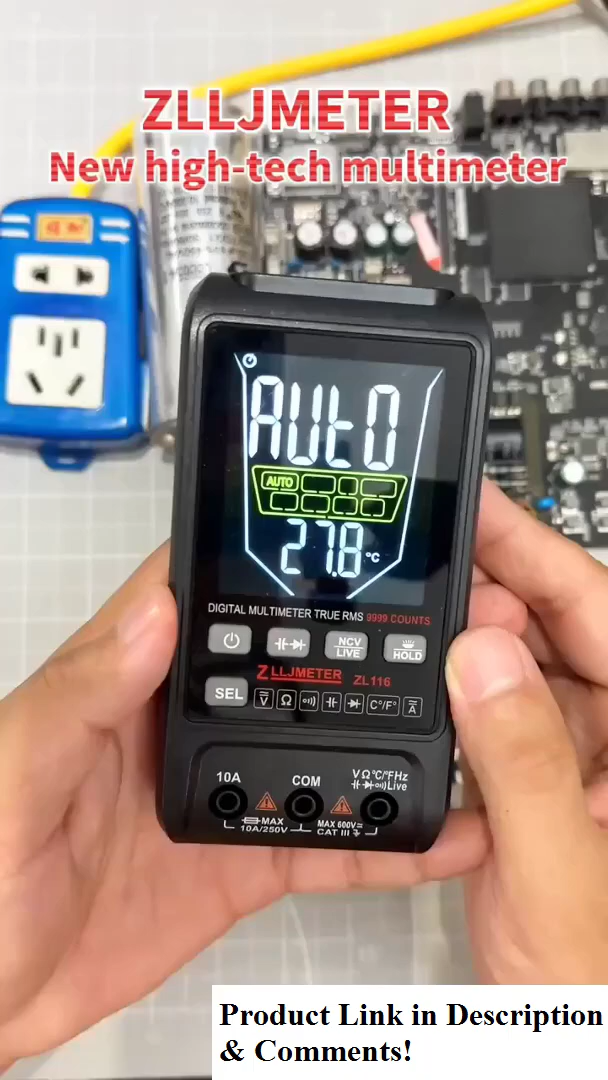 ZLLJMETER
New high-tech multimeter
AUtO
AUTO
27.8 °C
DIGITAL MULTIMETER TRUE RMS 9999 COUNTS
NCV
LIVE
HOLD
ZLLJMETER ZL116
SEL V Ω C°/F° A
10A COM VΩ°C/°FHz
Live
MAX
10A/250V
MAX 600V
CAT III
Product Link in Description
& Comments!